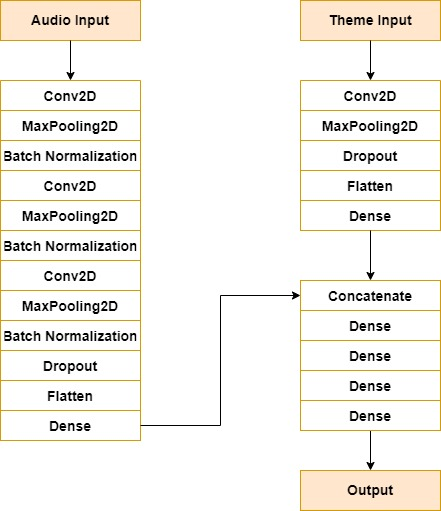 Audio Input
Conv2D
MaxPooling2D
Batch Normalization
Conv2D
MaxPooling2D
Batch Normalization
Conv2D
MaxPooling2D
Batch Normalization
Dropout
Flatten
Dense
Theme Input
Conv2D
MaxPooling2D
Dropout
Flatten
Dense
Concatenate
Dense
Dense
Dense
Dense
Output